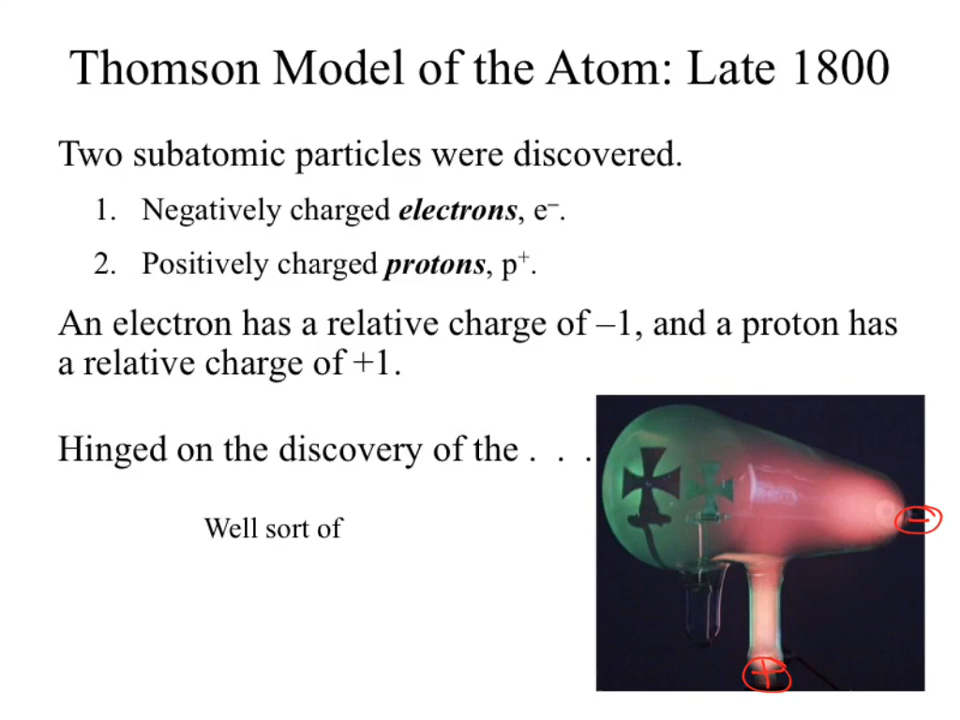 Thomson Model of the Atom: Late 1800
Two subatomic particles were discovered.
1. Negatively charged electrons, e–.
2. Positively charged protons, p+.
An electron has a relative charge of –1, and a proton has
a relative charge of +1.
Hinged on the discovery of the . . .
Well sort of
–
+